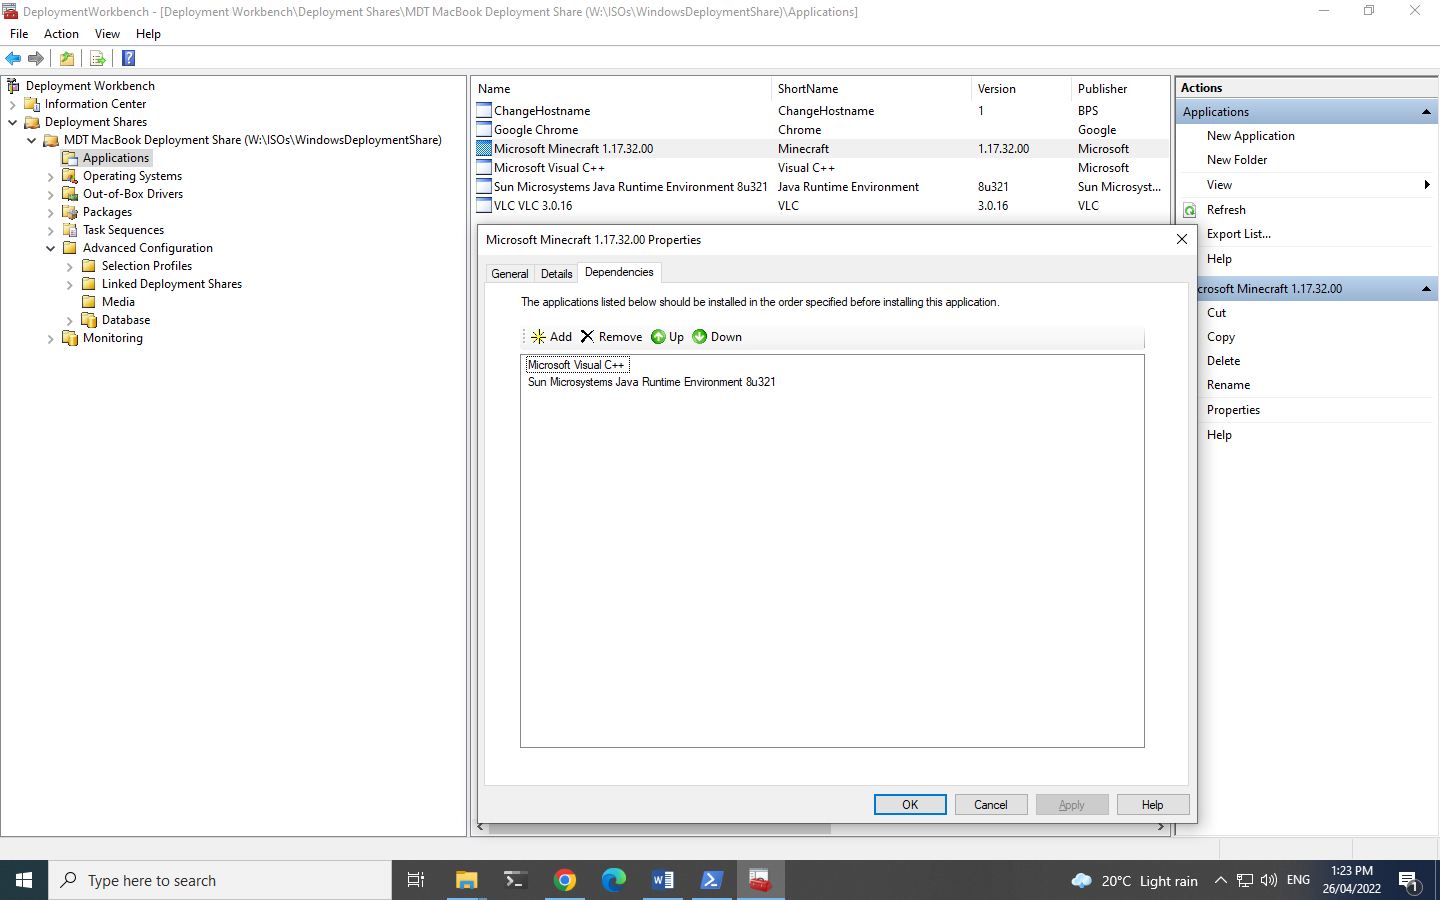 DeploymentWorkbench - [Deployment Workbench\Deployment Shares\MDT MacBook Deployment Share (W:\ISOs\WindowsDeploymentShare)\Applications]
File Action View Help
Deployment Workbench
Information Center
Deployment Shares
MDT MacBook Deployment Share (W:\ISOs\WindowsDeploymentShare)
Applications
Operating Systems
Out-of-Box Drivers
Packages
Task Sequences
Advanced Configuration
Selection Profiles
Linked Deployment Shares
Media
Database
Monitoring
Name ShortName Version Publisher
ChangeHostname ChangeHostname 1 BPS
Google Chrome Chrome Google
Microsoft Minecraft 1.17.32.00 Minecraft 1.17.32.00 Microsoft
Microsoft Visual C++ Visual C++ Microsoft
Sun Microsystems Java Runtime Environment 8u321 Java Runtime Environment 8u321 Sun Microsyst...
VLC VLC 3.0.16 VLC 3.0.16 VLC
Microsoft Minecraft 1.17.32.00 Properties
General Details Dependencies
The applications listed below should be installed in the order specified before installing this application.
Add Remove Up Down
Microsoft Visual C++
Sun Microsystems Java Runtime Environment 8u321
OK Cancel Apply Help
Actions
Applications
New Application
New Folder
View
Refresh
Export List...
Help
crosoft Minecraft 1.17.32.00
Cut
Copy
Delete
Rename
Properties
Help
Type here to search
20°C Light rain
ENG
1:23 PM
26/04/2022
1